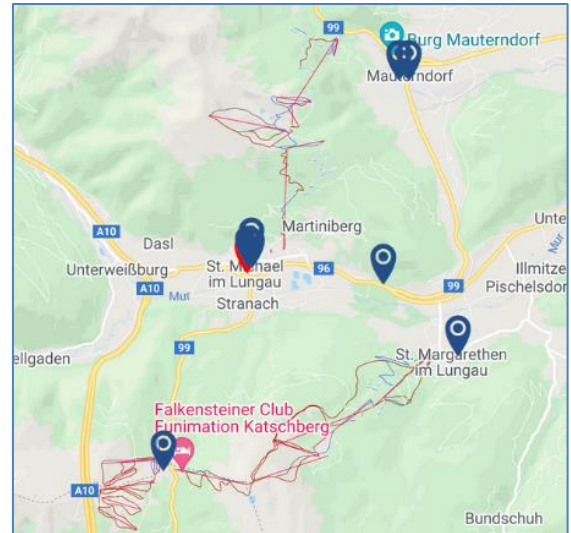 99
Burg Mauterndorf
Mauterndorf
Martiniberg
A10
Dasl
Unte
Unterweißburg
St. Michael
im Lungau
96
Mur
Illmitze
A10
99
Pischelsdor
Mur
Stranach
ellgaden
99
St. Margarethen
im Lungau
Falkensteiner Club
Funimation Katschberg
A10
Bundschuh